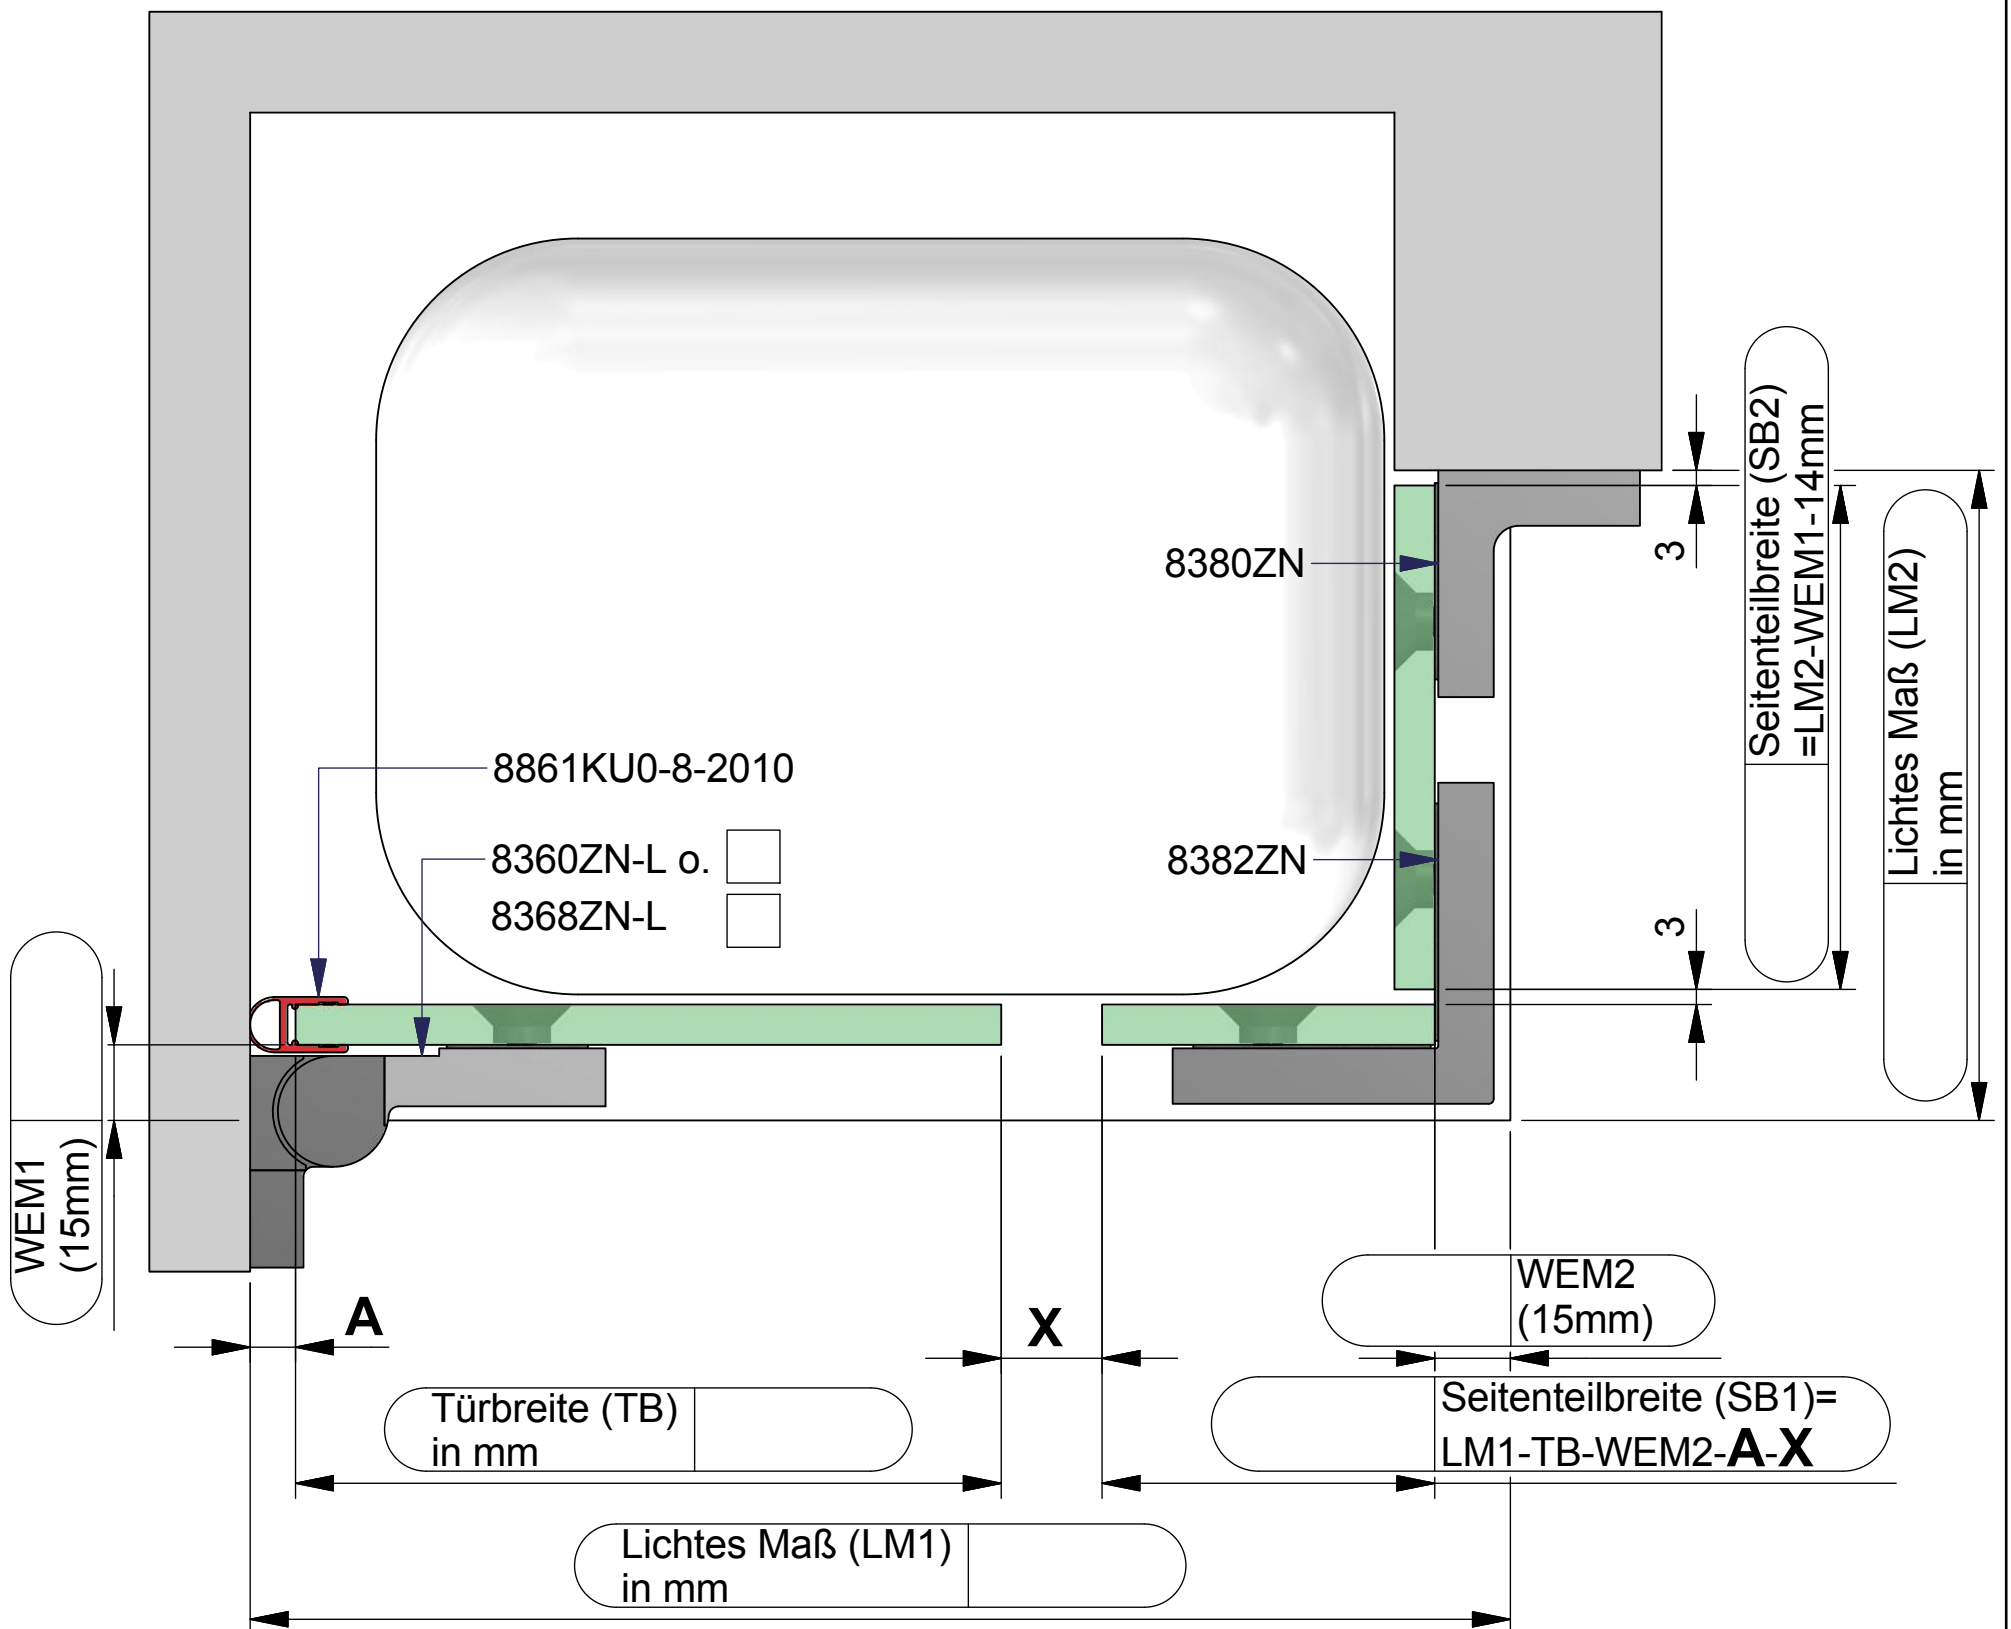 Seitenteilbreite (SB2)
=LM2-WEM1-14mm
Lichtes Maß (LM2)
in mm
3
8380ZN
8861KU0-8-2010
8360ZN-L o.
8368ZN-L
8382ZN
3
WEM1
(15mm)
WEM2
(15mm)
A
X
Türbreite (TB)
in mm
Seitenteilbreite (SB1)=
LM1-TB-WEM2-A-X
Lichtes Maß (LM1)
in mm